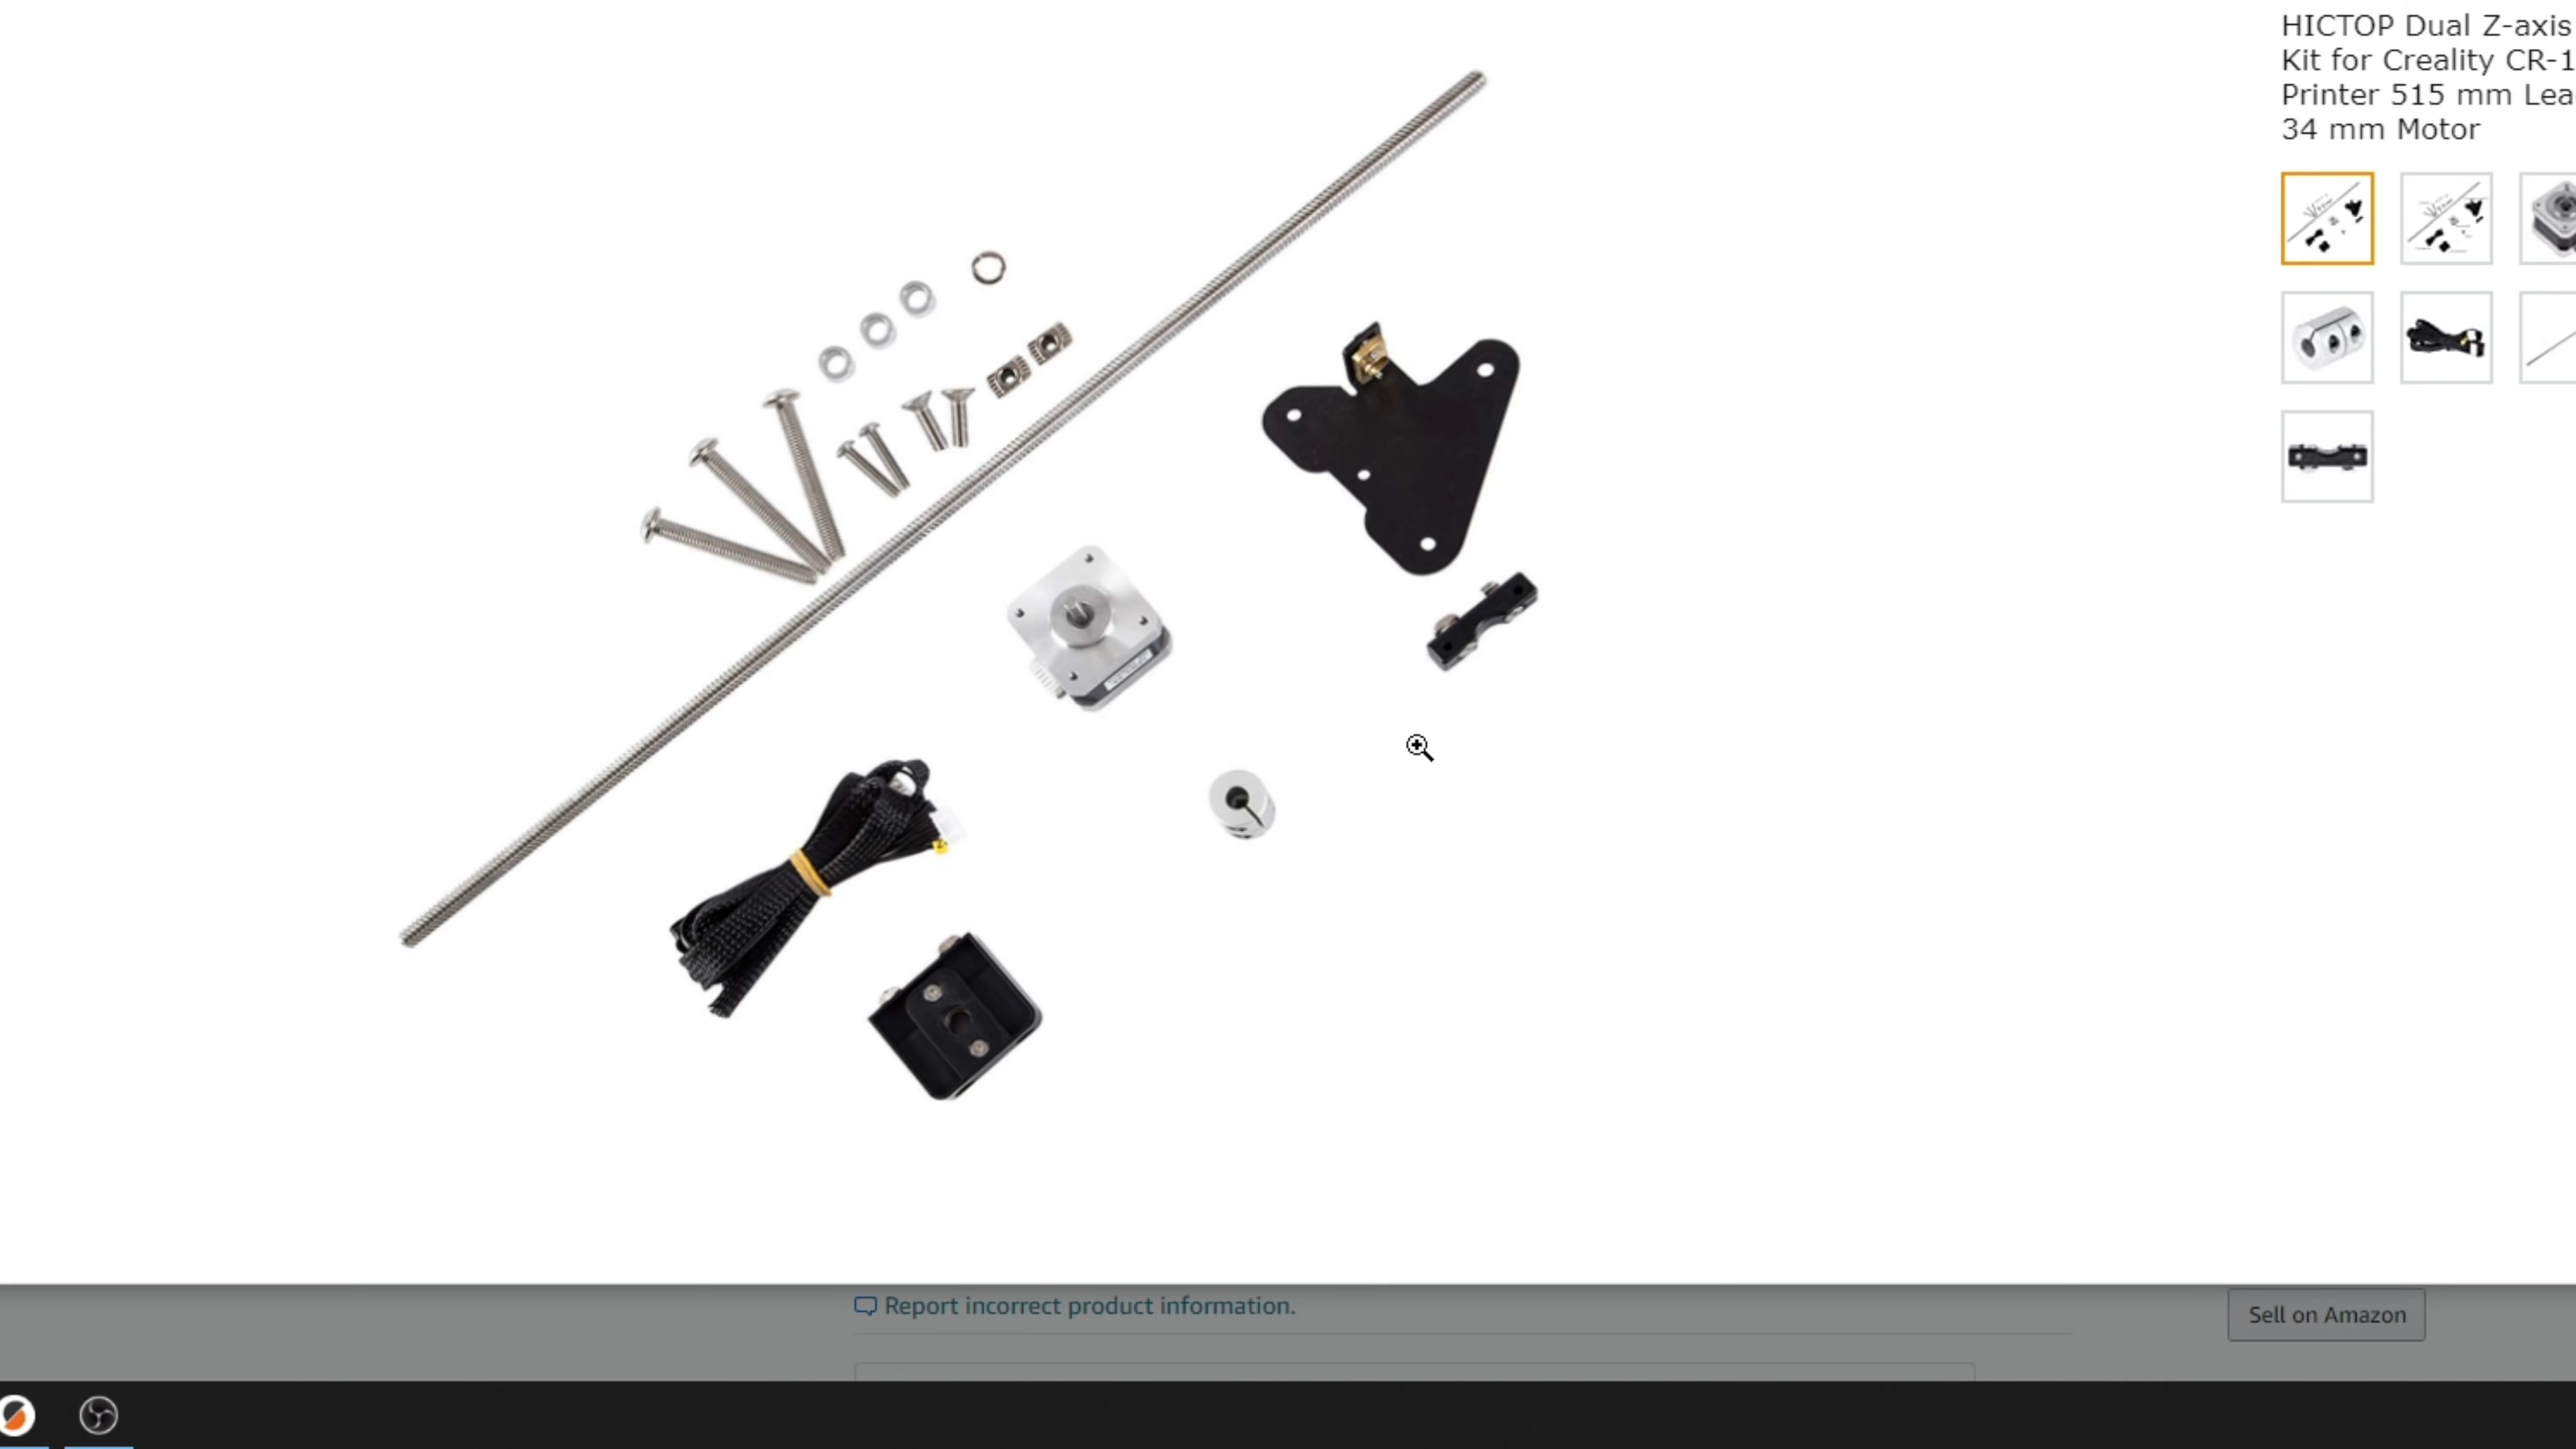 HICTOP Dual Z-axis
Kit for Creality CR-1
Printer 515 mm Lea
34 mm Motor
Report incorrect product information.
Sell on Amazon